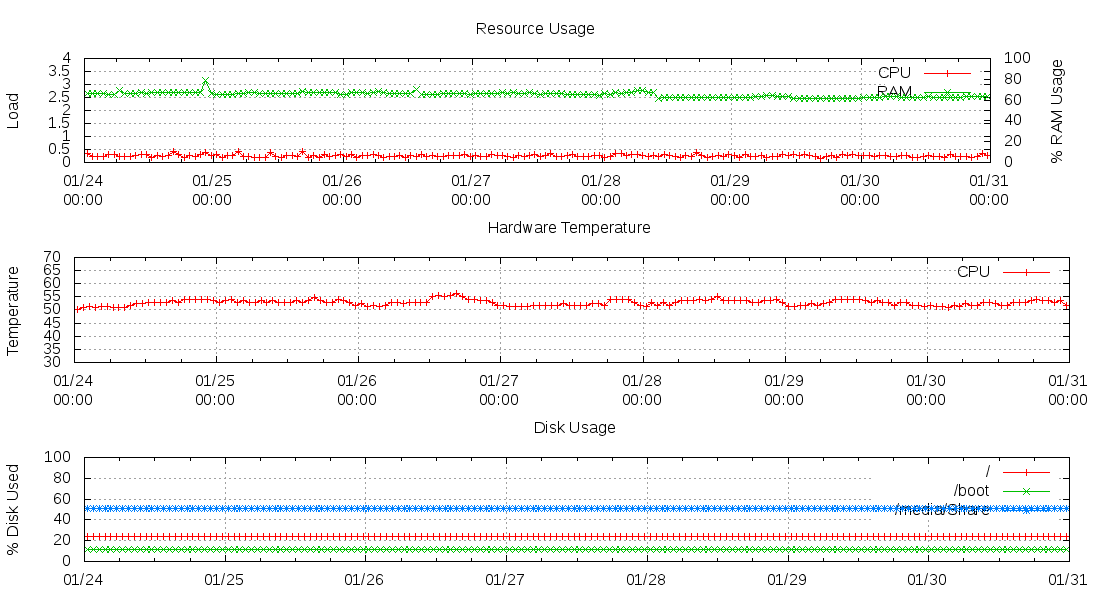 Resource Usage
4
3.5
3
2.5
2
1.5
1
0.5
0
Load
100
80
60
40
20
0
% RAM Usage
CPU
RAM
01/24 01/25 01/26 01/27 01/28 01/29 01/30 01/31
00:00 00:00 00:00 00:00 00:00 00:00 00:00 00:00
Hardware Temperature
70
65
60
55
50
45
40
35
30
Temperature
CPU
01/24 01/25 01/26 01/27 01/28 01/29 01/30 01/31
00:00 00:00 00:00 00:00 00:00 00:00 00:00 00:00
Disk Usage
100
80
60
40
20
0
% Disk Used
/
/boot
/media/Share
01/24 01/25 01/26 01/27 01/28 01/29 01/30 01/31